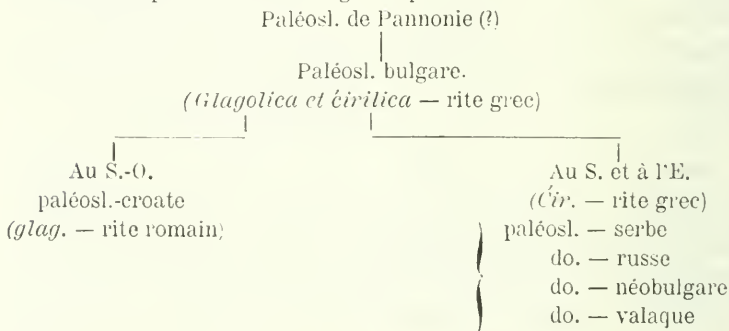 Paléosl. de Pannonie (?)
Paléosl. bulgare.
(Glagolica et ćirilica — rite grec)
Au S.-O.
paléosl.-croate
(glag. — rite romain)
Au S. et à l'E.
(Ćir. — rite grec)
paléosl. — serbe
do. — russe
do. — néobulgare
do. — valaque